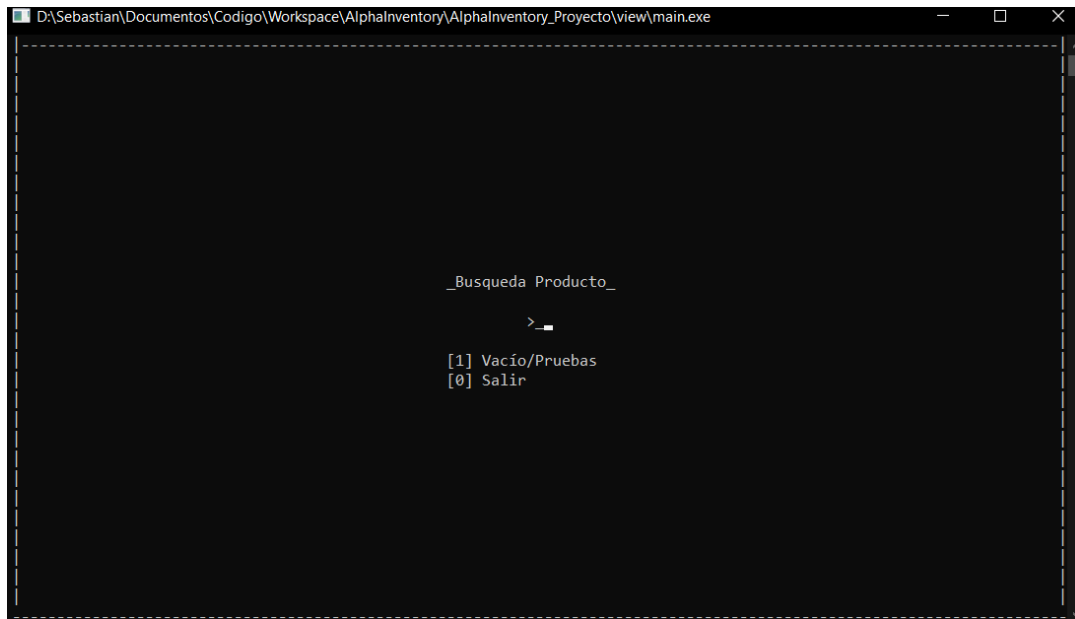 D:\Sebastian\Documentos\Codigo\Workspace\AlphaInventory\AlphaInventory_Proyecto\view\main.exe
_Busqueda Producto_
>_
[1] Vacío/Pruebas
[0] Salir